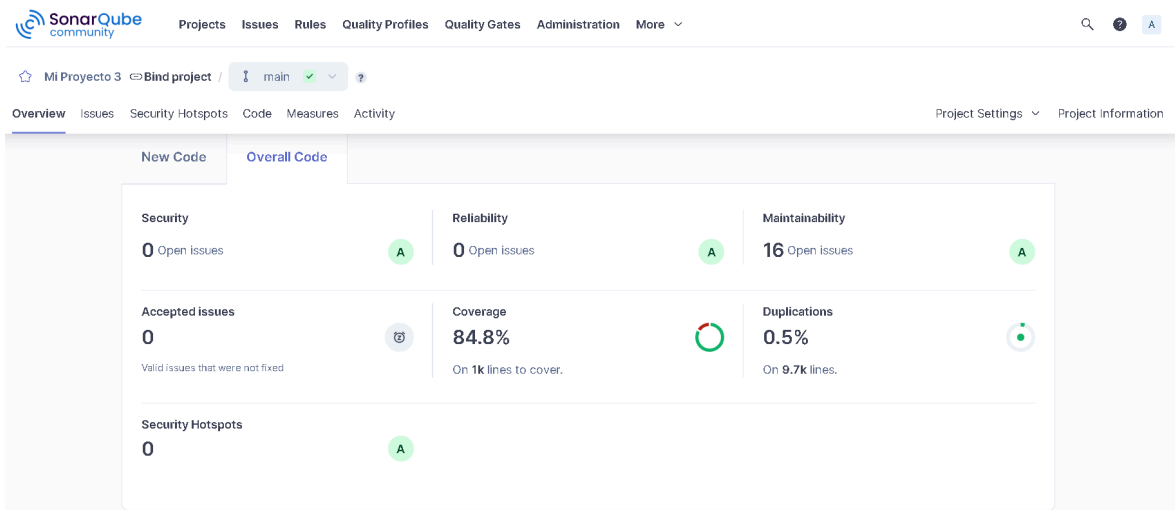 SonarQube
community
Projects Issues Rules Quality Profiles Quality Gates Administration More
A
Mi Proyecto 3 Bind project / main
Overview Issues Security Hotspots Code Measures Activity Project Settings Project Information
New Code Overall Code
Security Reliability Maintainability
0 Open issues A 0 Open issues A 16 Open issues A
Accepted issues Coverage Duplications
0 84.8% 0.5%
Valid issues that were not fixed On 1k lines to cover. On 9.7k lines.
Security Hotspots
0 A